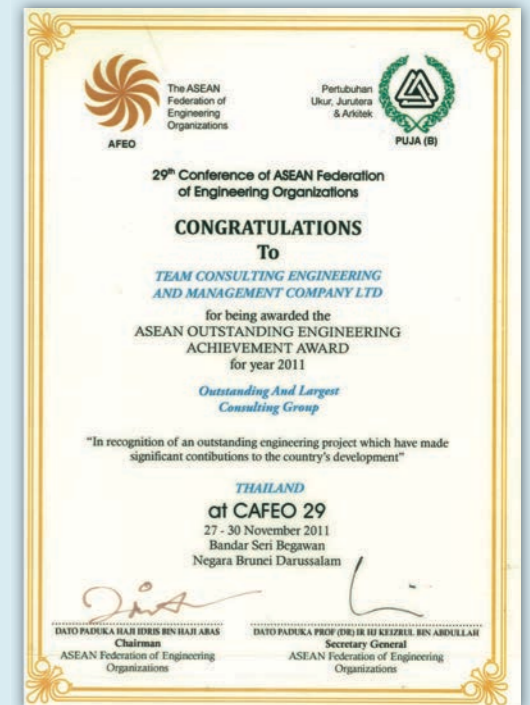 The ASEAN
Federation of
Engineering
Organizations
AFEO
Pertubuhan
Ukur, Jurutera
& Arkitek
PUJA (B)
29th Conference of ASEAN Federation
of Engineering Organizations
CONGRATULATIONS
To
TEAM CONSULTING ENGINEERING
AND MANAGEMENT COMPANY LTD
for being awarded the
ASEAN OUTSTANDING ENGINEERING
ACHIEVEMENT AWARD
for year 2011
Outstanding And Largest
Consulting Group
"In recognition of an outstanding engineering project which have made
significant contibutions to the country's development"
THAILAND
at CAFEO 29
27 - 30 November 2011
Bandar Seri Begawan
Negara Brunei Darussalam
DATO PADUKA HAJI IDRIS BIN HAJI ABAS
Chairman
ASEAN Federation of Engineering
Organizations
DATO PADUKA PROF (DR) IR HJ KEIZRUL BIN ABDULLAH
Secretary General
ASEAN Federation of Engineering
Organizations